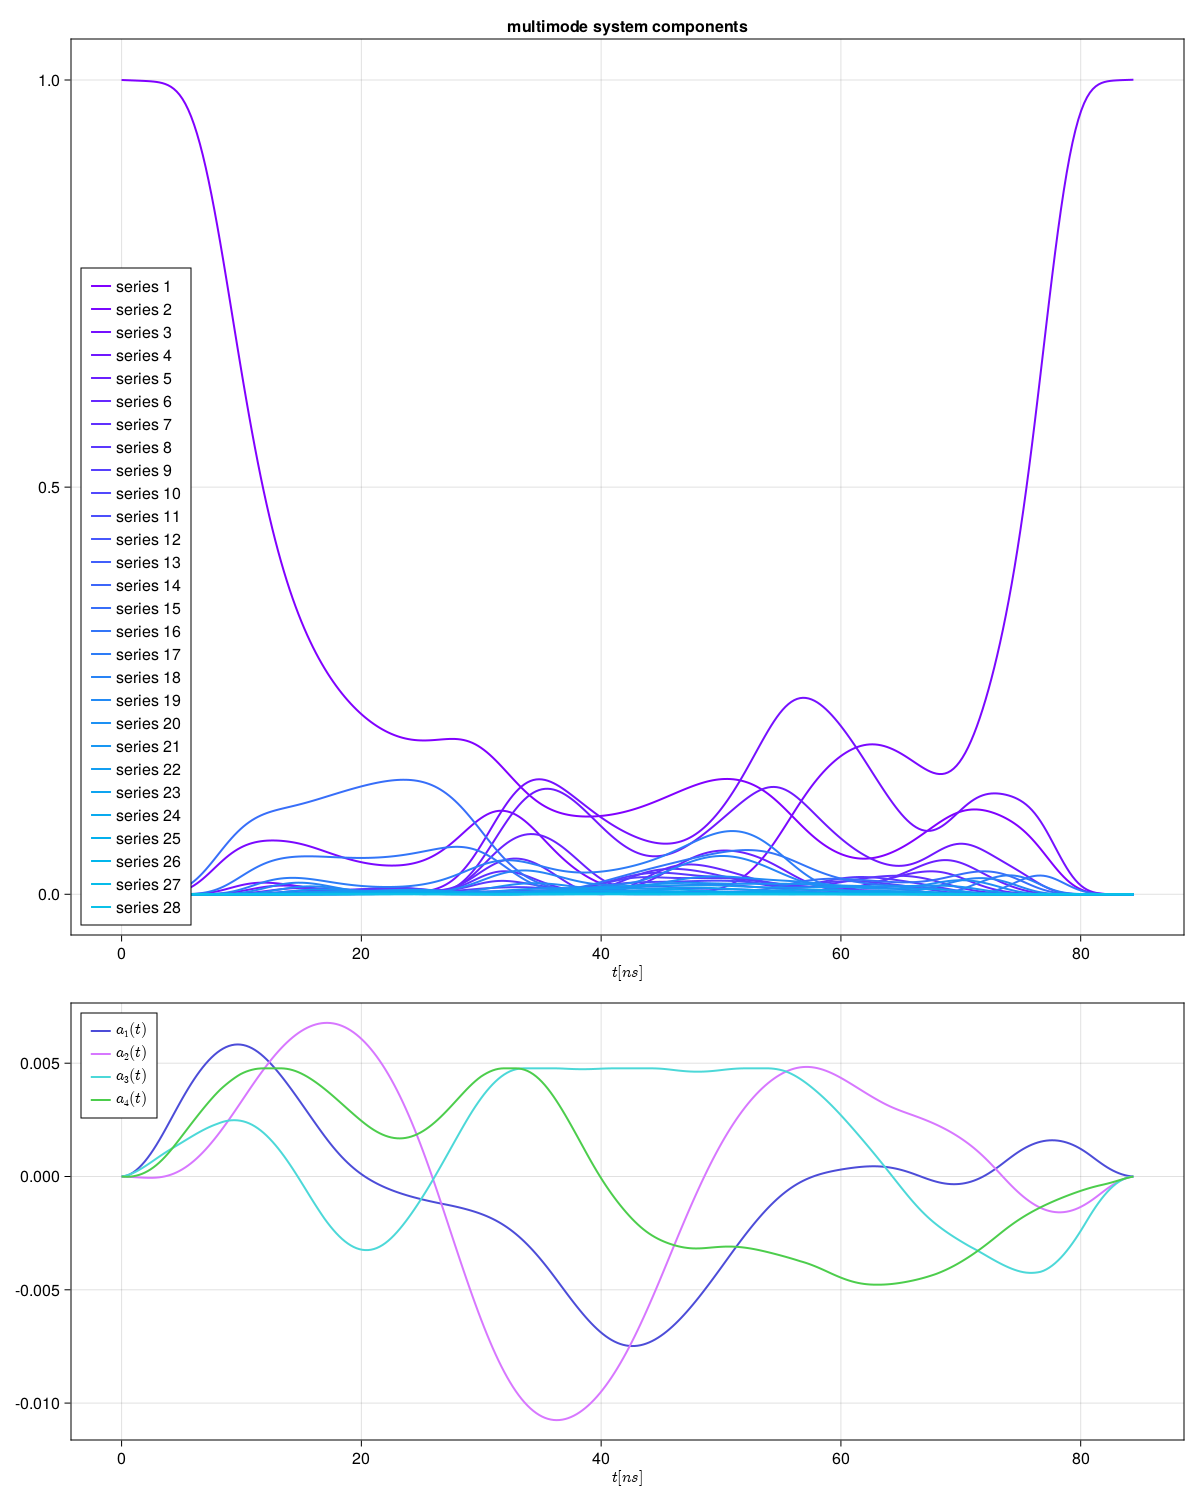 multimode system components
1.0
0.5
0.0
series 1
series 2
series 3
series 4
series 5
series 6
series 7
series 8
series 9
series 10
series 11
series 12
series 13
series 14
series 15
series 16
series 17
series 18
series 19
series 20
series 21
series 22
series 23
series 24
series 25
series 26
series 27
series 28
0 20 40 60 80
t[ns]
0.005
0.000
-0.005
-0.010
a₁(t)
a₂(t)
a₃(t)
a₄(t)
0 20 40 60 80
t[ns]